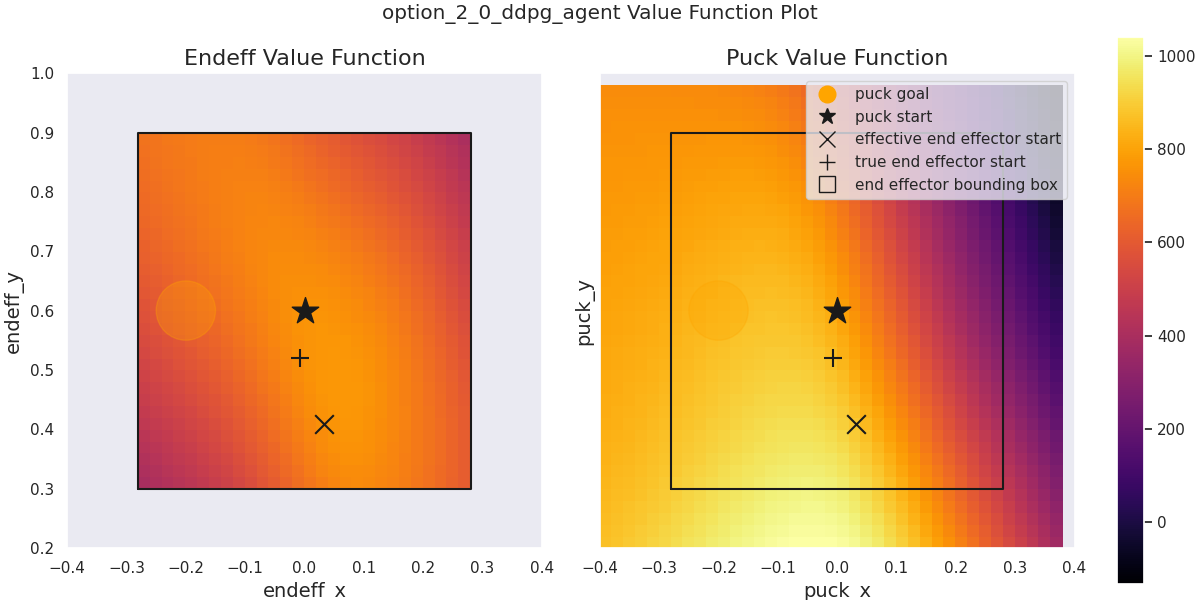 option_2_0_ddpg_agent Value Function Plot
Endeff Value Function
1.0
0.9
0.8
0.7
0.6
0.5
0.4
0.3
0.2
endeff_y
−0.4 −0.3 −0.2 −0.1 0.0 0.1 0.2 0.3 0.4
endeff_x
Puck Value Function
puck goal
puck start
effective end effector start
true end effector start
end effector bounding box
puck_y
−0.4 −0.3 −0.2 −0.1 0.0 0.1 0.2 0.3 0.4
puck_x
1000
800
600
400
200
0